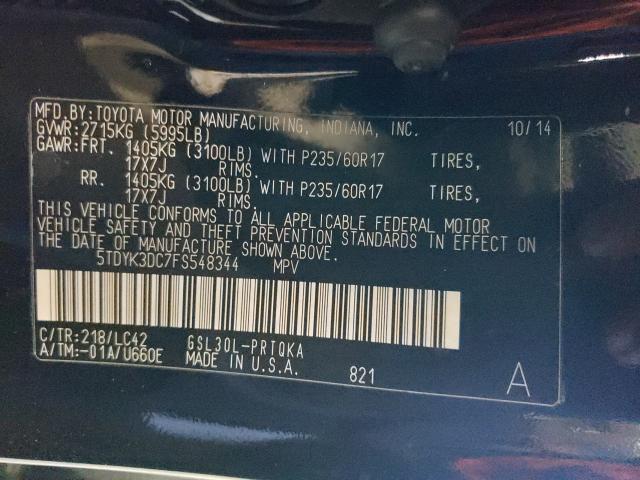 MFD.BY:TOYOTA MOTOR MANUFACTURING, INDIANA, INC. 10/14
GVWR:2715KG (5995LB)
GAWR:FRT. 1405KG (3100LB) WITH P235/60R17 TIRES,
17X7J RIMS.
RR. 1405KG (3100LB) WITH P235/60R17 TIRES,
17X7J RIMS.
THIS VEHICLE CONFORMS TO ALL APPLICABLE FEDERAL MOTOR
VEHICLE SAFETY AND THEFT PREVENTION STANDARDS IN EFFECT ON
THE DATE OF MANUFACTURE SHOWN ABOVE.
5TDYK3DC7FS548344 MPV
C/TR:218/LC42 GSL30L-PRTQKA
A/TM:-01A/U660E MADE IN U.S.A. 821 A